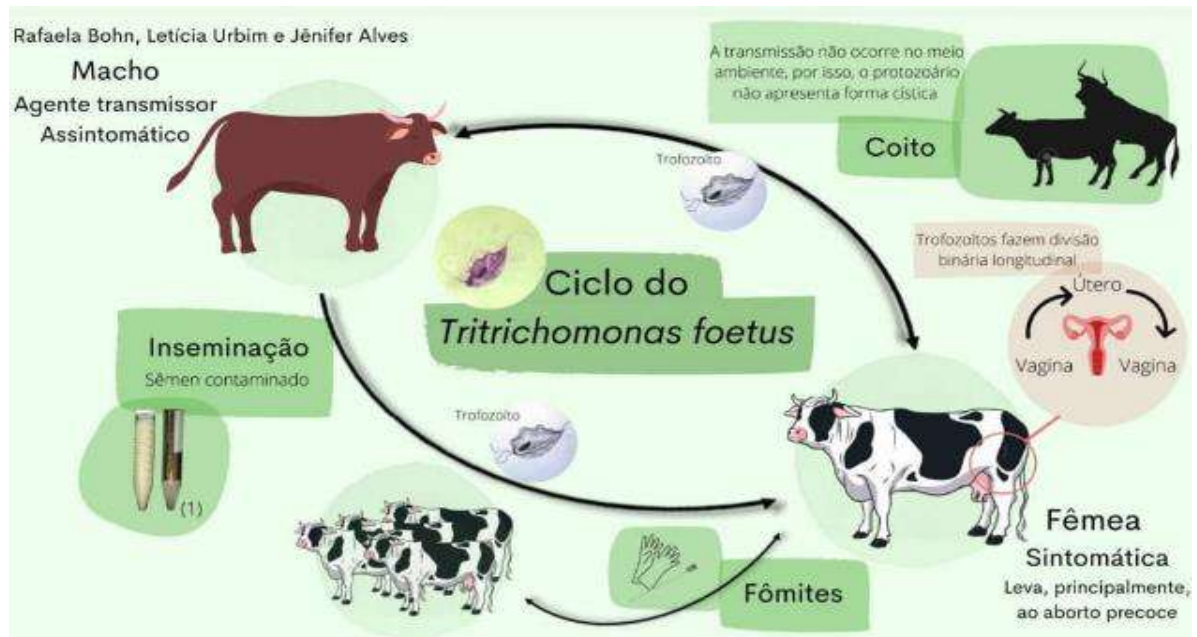 Rafaela Bohn, Letícia Urbim e Jênifer Alves
Macho
Agente transmissor
Assintomático
A transmissão não ocorre no meio
ambiente, por isso, o protozoário
não apresenta forma cística
Coito
Trofozoíto
Trofozoítos fazem divisão
binária longitudinal
Útero
Vagina
Vagina
Ciclo do
Tritrichomonas foetus
Inseminação
Sêmen contaminado
(1)
Trofozoíto
Fômites
Fêmea
Sintomática
Leva, principalmente,
ao aborto precoce